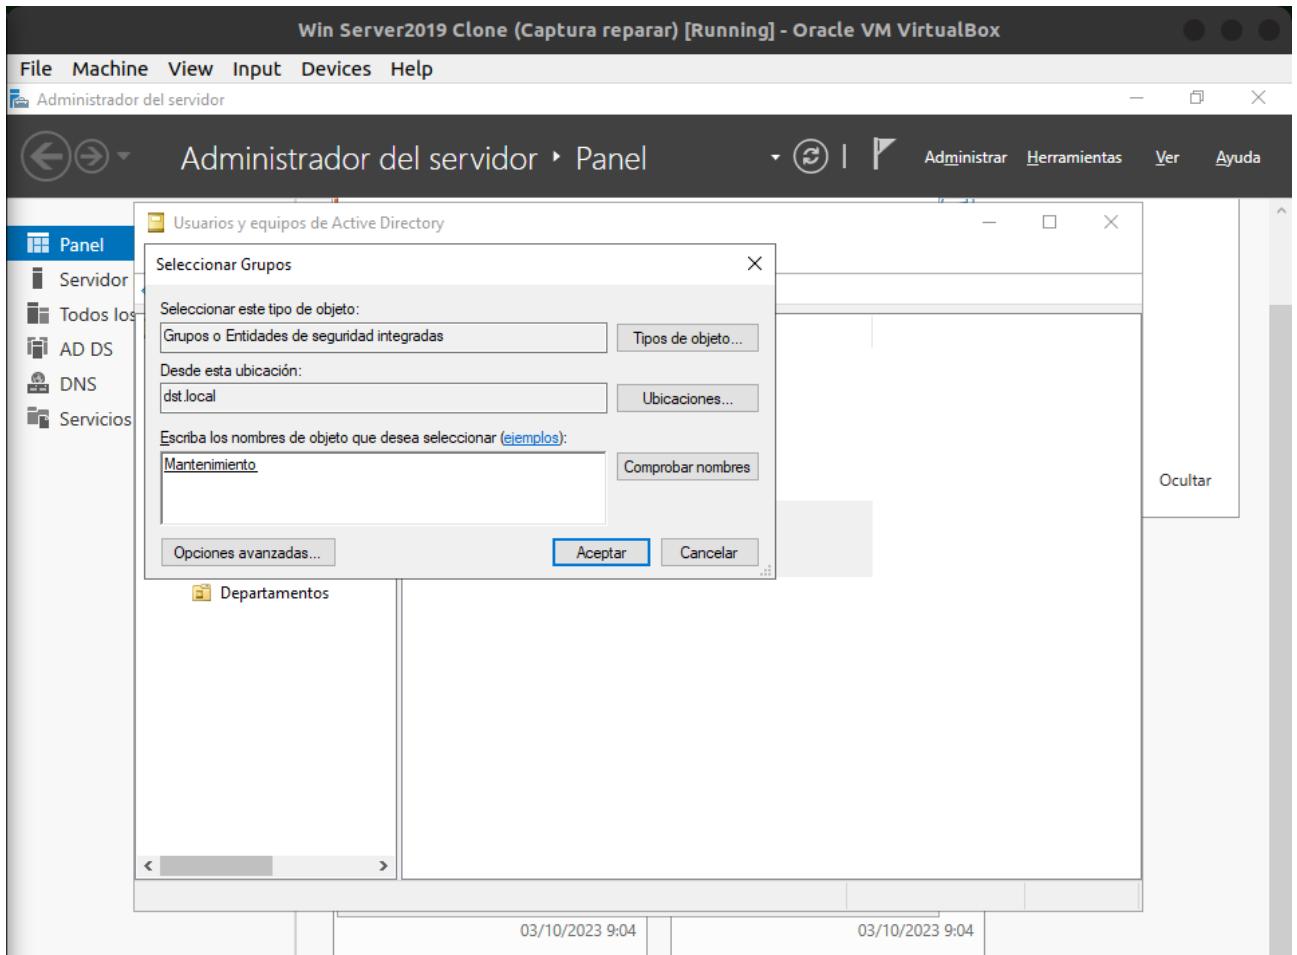 Win Server2019 Clone (Captura reparar) [Running] - Oracle VM VirtualBox
File Machine View Input Devices Help
Administrador del servidor
Administrador del servidor ‣ Panel
Administrar Herramientas Ver Ayuda
Usuarios y equipos de Active Directory
Panel
Servidor
Todos los
AD DS
DNS
Servicios
Seleccionar Grupos
Seleccionar este tipo de objeto:
Grupos o Entidades de seguridad integradas
Tipos de objeto...
Desde esta ubicación:
dst.local
Ubicaciones...
Escriba los nombres de objeto que desea seleccionar (ejemplos):
Mantenimiento
Comprobar nombres
Opciones avanzadas...
Aceptar
Cancelar
Ocultar
Departamentos
03/10/2023 9:04
03/10/2023 9:04